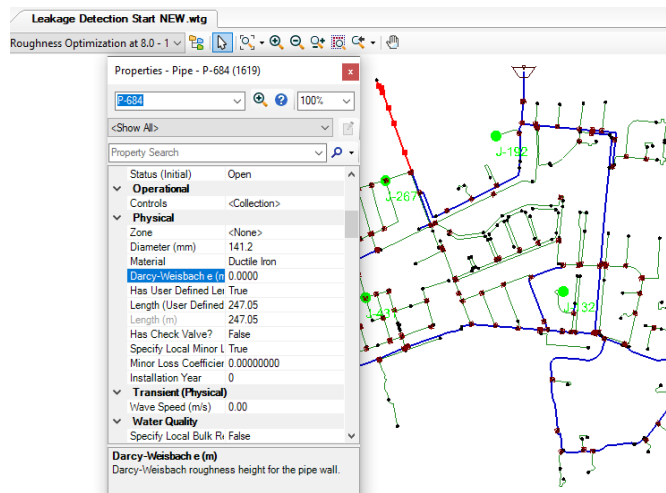 Leakage Detection Start NEW.wtg
Roughness Optimization at 8.0 - 1
Properties - Pipe - P-684 (1619)
x
P-684
100%
<Show All>
Property Search
Status (Initial) Open
Operational
Controls <Collection>
Physical
Zone <None>
Diameter (mm) 141.2
Material Ductile Iron
Darcy-Weisbach e (m 0.0000
Has User Defined Len True
Length (User Defined 247.05
Length (m) 247.05
Has Check Valve? False
Specify Local Minor L True
Minor Loss Coefficien 0.00000000
Installation Year 0
Transient (Physical)
Wave Speed (m/s) 0.00
Water Quality
Specify Local Bulk Re False
Darcy-Weisbach e (m)
Darcy-Weisbach roughness height for the pipe wall.
J-192
J-267